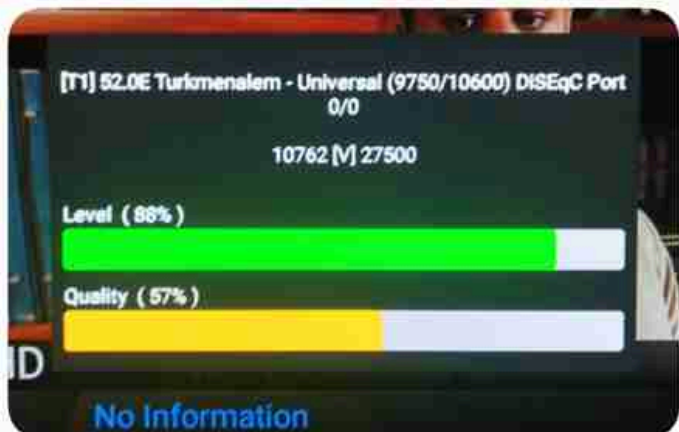 [T1] 52.0E Turkmenalem - Universal (9750/10600) DISEqC Port
0/0
10762 [V] 27500
Level ( 88% )
Quality ( 57% )
ID
No Information